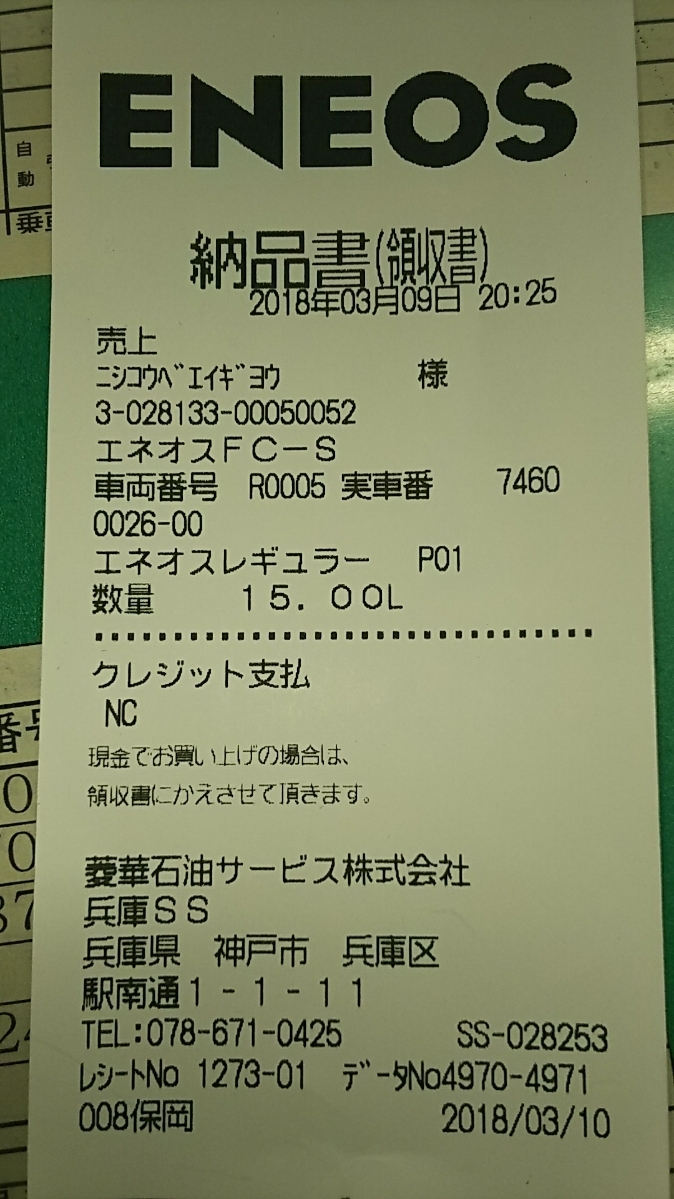 ENEOS
納品書(領収書)
2018年03月09日 20:25
売上
ﾆｼｺｳﾍﾞｴｲｷﾞﾖｳ 様
3-028133-00050052
エネオスＦＣ－Ｓ
車両番号 R0005 実車番 7460
0026-00
エネオスレギュラー P01
数量 １５．００L
クレジット支払
NC
現金でお買い上げの場合は、
領収書にかえさせて頂きます。
菱華石油サービス株式会社
兵庫ＳＳ
兵庫県 神戸市 兵庫区
駅南通１－１－１１
TEL:078-671-0425 SS-028253
ﾚｼｰﾄNo 1273-01 ﾃﾞｰﾀNo4970-4971
008保岡 2018/03/10
自
動
番号